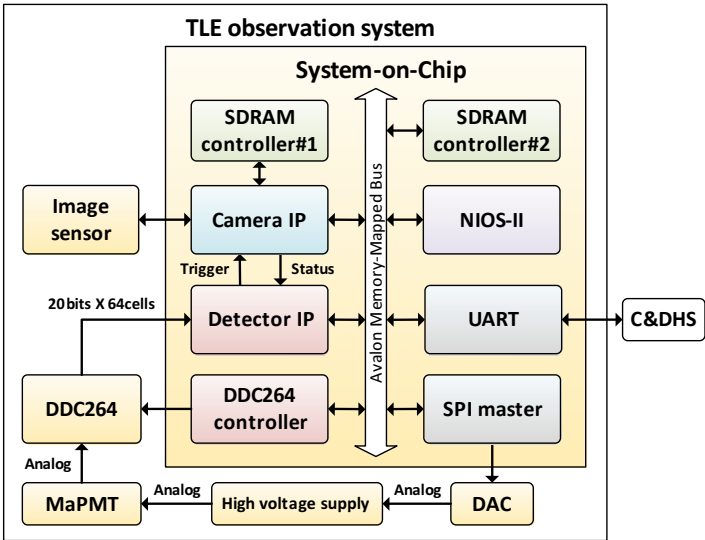 TLE observation system
System-on-Chip
SDRAM
controller#1
SDRAM
controller#2
Image
sensor
Camera IP
Avalon Memory-Mapped Bus
NIOS-II
Trigger
Status
20bits X 64cells
Detector IP
UART
C&DHS
DDC264
DDC264
controller
SPI master
Analog
MaPMT
Analog
High voltage supply
Analog
DAC